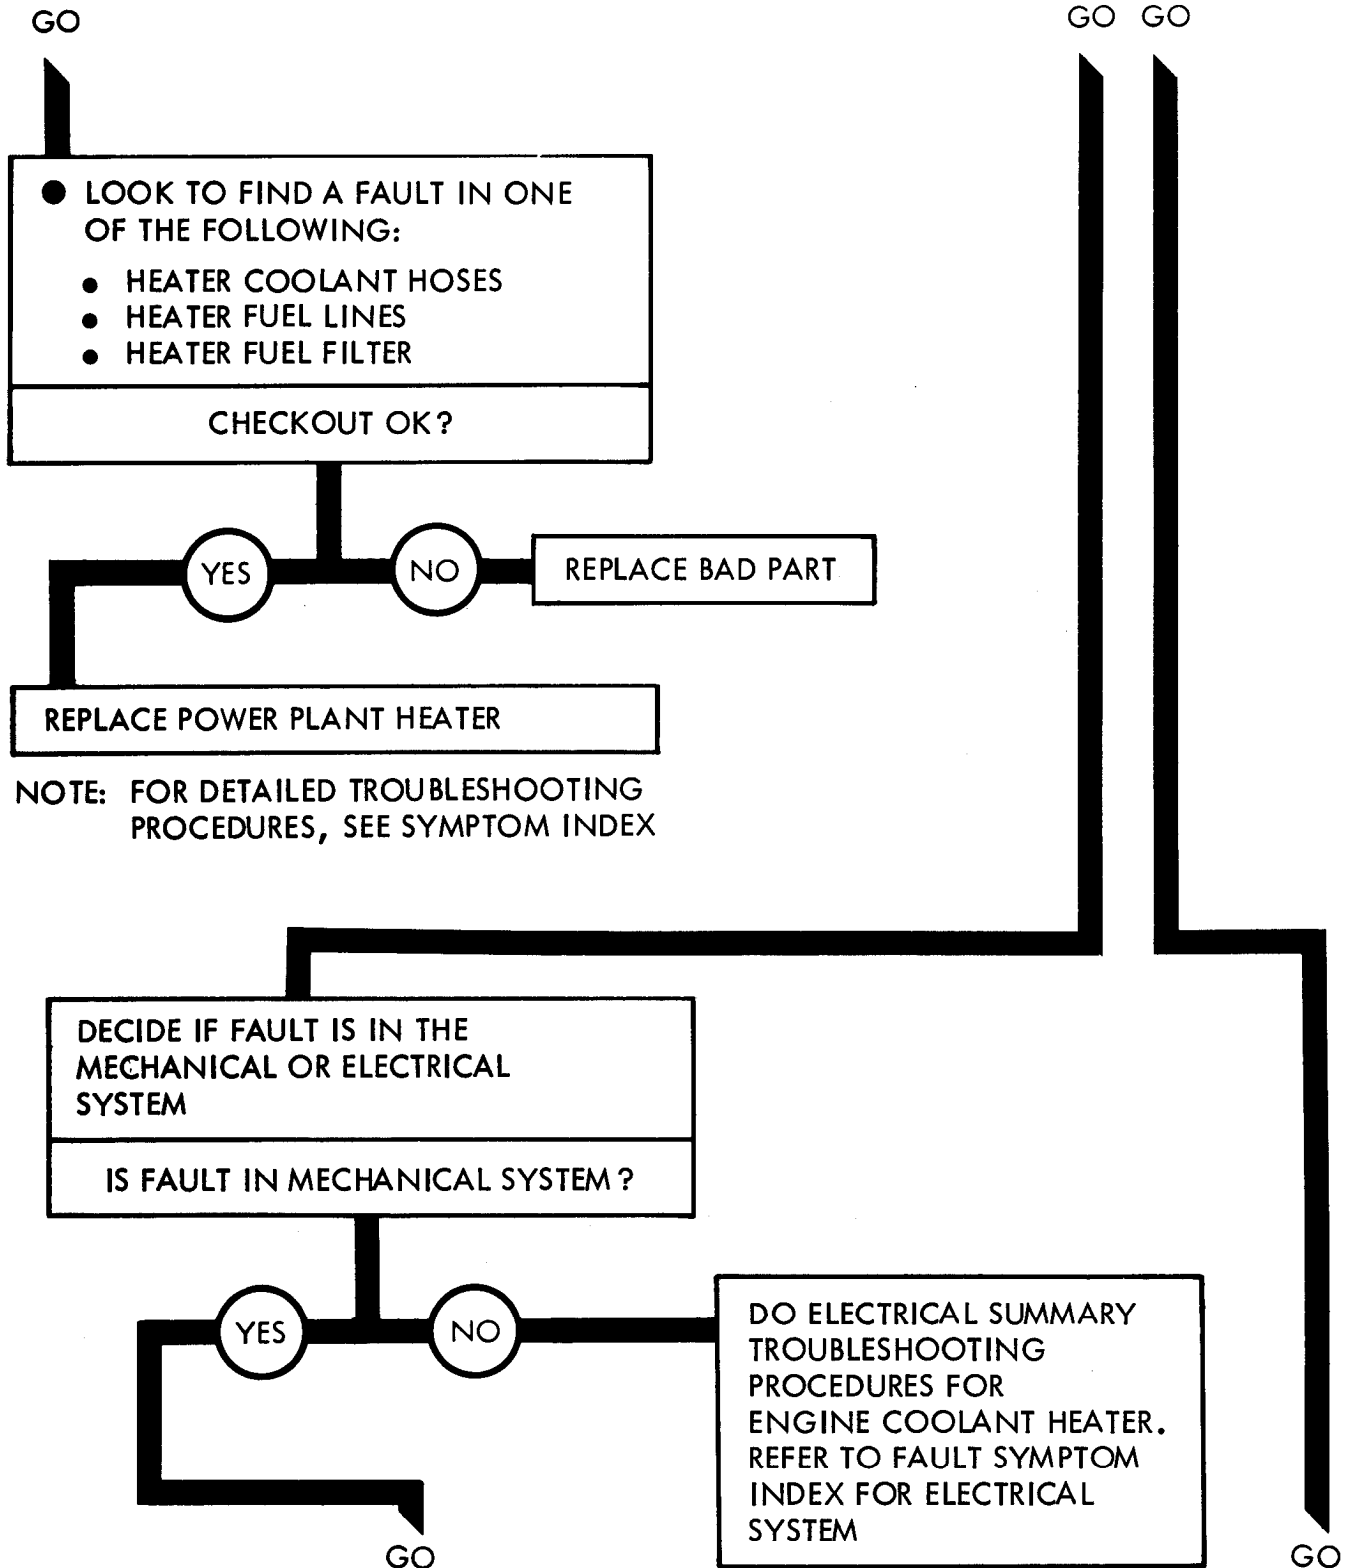 GO
GO GO
● LOOK TO FIND A FAULT IN ONE
OF THE FOLLOWING:
● HEATER COOLANT HOSES
● HEATER FUEL LINES
● HEATER FUEL FILTER
CHECKOUT OK?
YES
NO
REPLACE BAD PART
REPLACE POWER PLANT HEATER
NOTE: FOR DETAILED TROUBLESHOOTING
PROCEDURES, SEE SYMPTOM INDEX
DECIDE IF FAULT IS IN THE
MECHANICAL OR ELECTRICAL
SYSTEM
IS FAULT IN MECHANICAL SYSTEM?
YES
NO
DO ELECTRICAL SUMMARY
TROUBLESHOOTING
PROCEDURES FOR
ENGINE COOLANT HEATER.
REFER TO FAULT SYMPTOM
INDEX FOR ELECTRICAL
SYSTEM
GO
GO